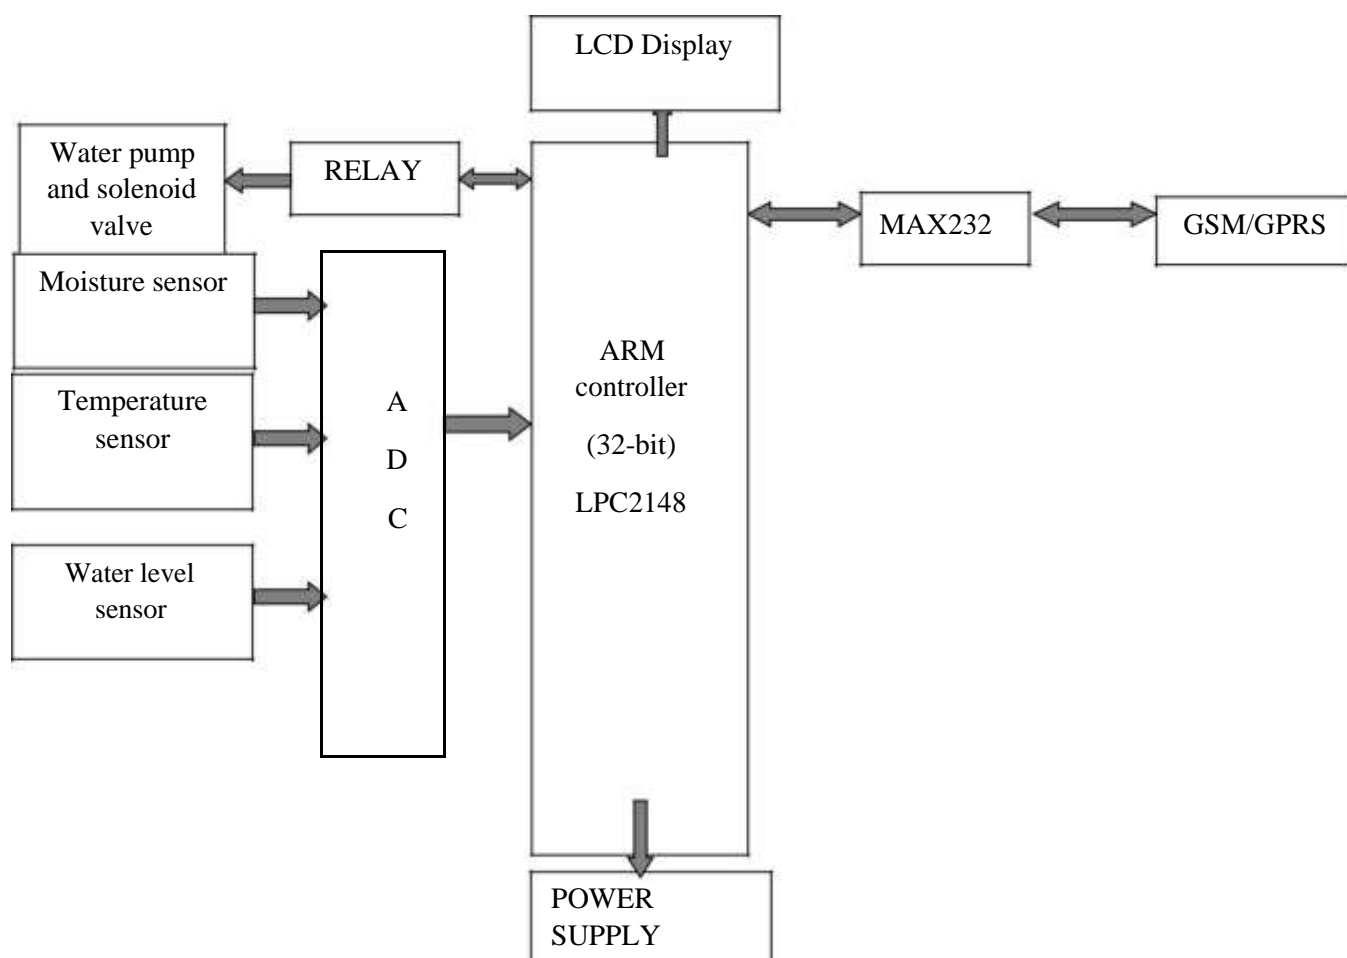 LCD Display
Water pump
and solenoid
valve
RELAY
MAX232
GSM/GPRS
Moisture sensor
ARM
controller
(32-bit)
LPC2148
Temperature
sensor
A
D
C
Water level
sensor
POWER
SUPPLY